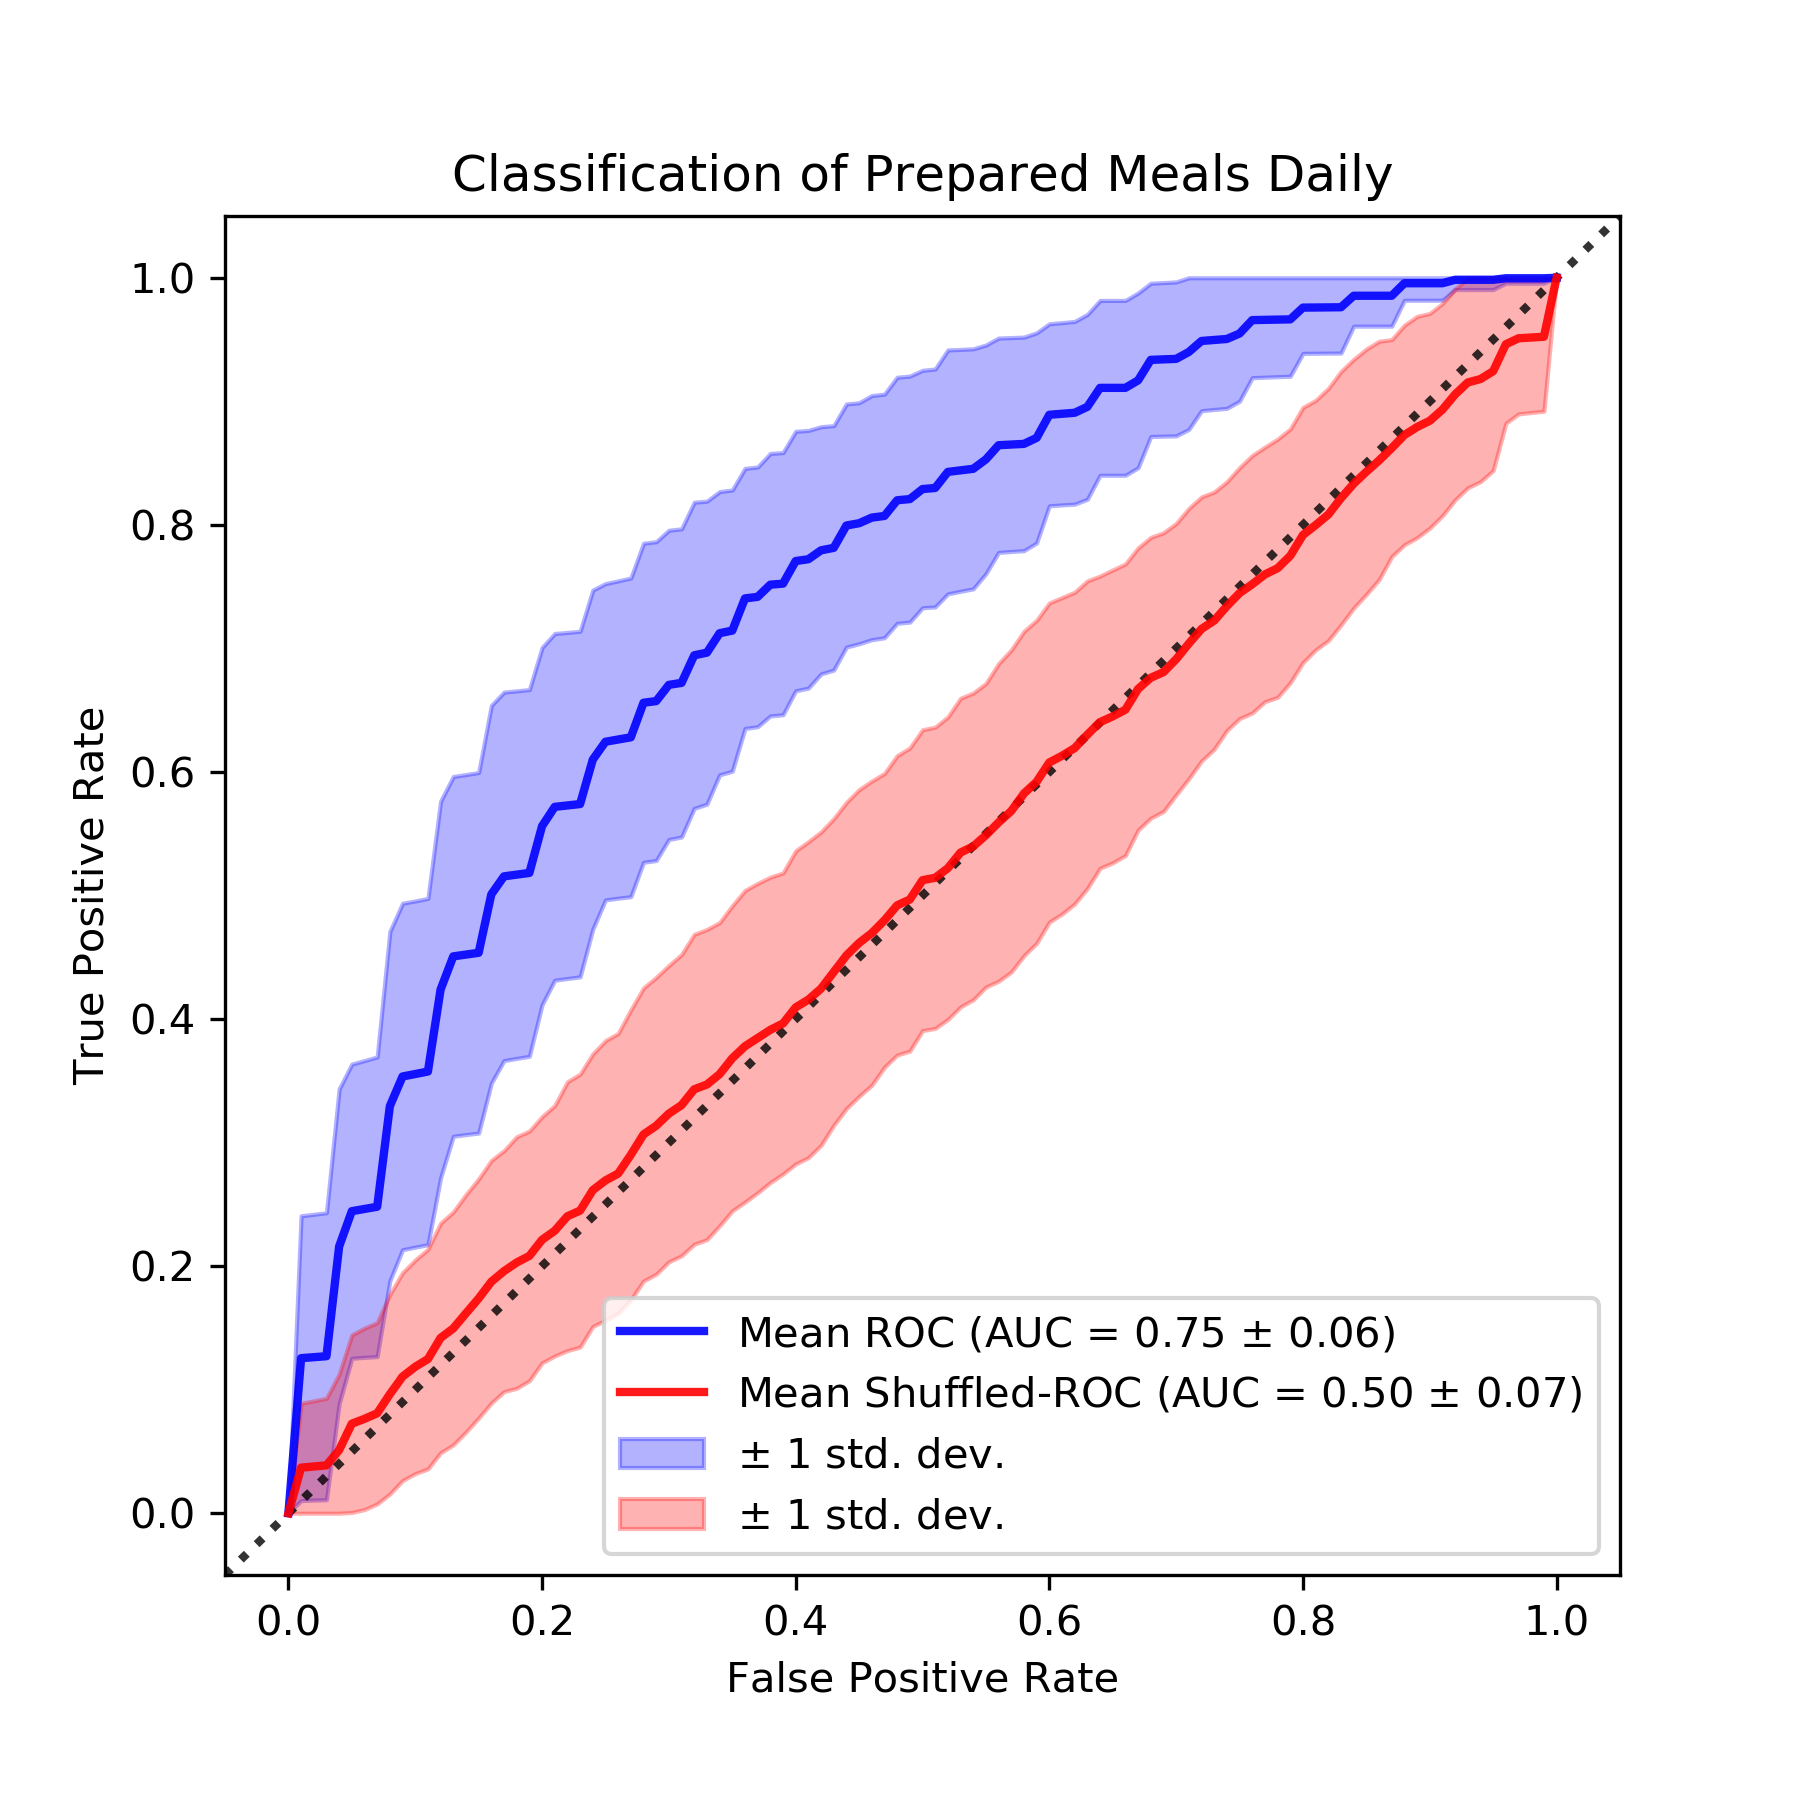 Classification of Prepared Meals Daily
True Positive Rate
1.0
0.8
0.6
0.4
0.2
0.0
Mean ROC (AUC = 0.75 ± 0.06)
Mean Shuffled-ROC (AUC = 0.50 ± 0.07)
± 1 std. dev.
± 1 std. dev.
0.0 0.2 0.4 0.6 0.8 1.0
False Positive Rate